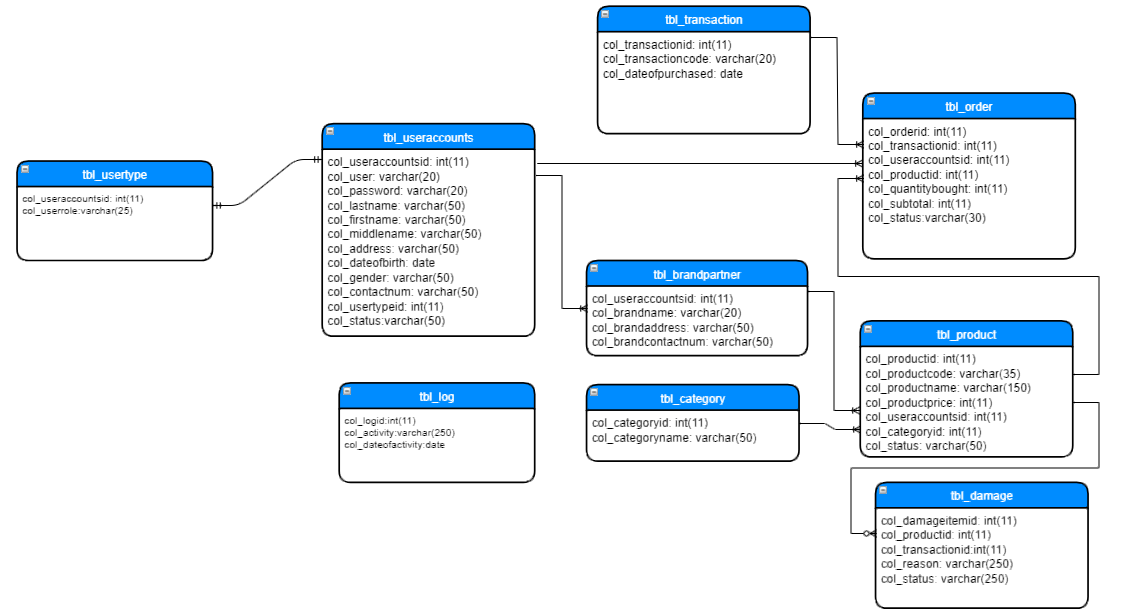 tbl_transaction
col_transactionid: int(11)
col_transactioncode: varchar(20)
col_dateofpurchased: date
tbl_order
col_orderid: int(11)
col_transactionid: int(11)
col_useraccountsid: int(11)
col_productid: int(11)
col_quantitybought: int(11)
col_subtotal: int(11)
col_status:varchar(30)
tbl_useraccounts
col_useraccountsid: int(11)
col_user: varchar(20)
col_password: varchar(20)
col_lastname: varchar(50)
col_firstname: varchar(50)
col_middlename: varchar(50)
col_address: varchar(50)
col_dateofbirth: date
col_gender: varchar(50)
col_contactnum: varchar(50)
col_usertypeid: int(11)
col_status:varchar(50)
tbl_usertype
col_useraccountsid: int(11)
col_userrole:varchar(25)
tbl_brandpartner
col_useraccountsid: int(11)
col_brandname: varchar(20)
col_brandaddress: varchar(50)
col_brandcontactnum: varchar(50)
tbl_product
col_productid: int(11)
col_productcode: varchar(35)
col_productname: varchar(150)
col_productprice: int(11)
col_useraccountsid: int(11)
col_categoryid: int(11)
col_status: varchar(50)
tbl_log
col_logid:int(11)
col_activity:varchar(250)
col_dateofactivity:date
tbl_category
col_categoryid: int(11)
col_categoryname: varchar(50)
tbl_damage
col_damageitemid: int(11)
col_productid: int(11)
col_transactionid:int(11)
col_reason: varchar(250)
col_status: varchar(250)